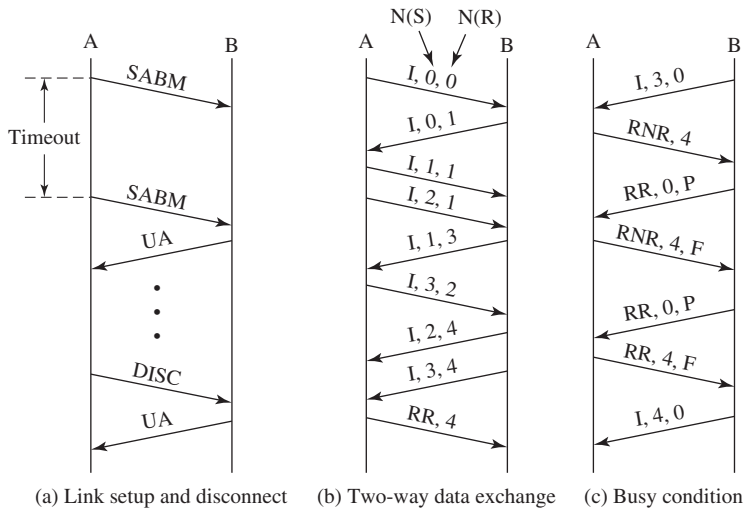 A
B
SABM
Timeout
SABM
UA
DISC
UA
(a) Link setup and disconnect
N(S)
N(R)
A
B
I, 0, 0
I, 0, 1
I, 1, 1
I, 2, 1
I, 1, 3
I, 3, 2
I, 2, 4
I, 3, 4
RR, 4
(b) Two-way data exchange
A
B
I, 3, 0
RNR, 4
RR, 0, P
RNR, 4, F
RR, 0, P
RR, 4, F
I, 4, 0
(c) Busy condition